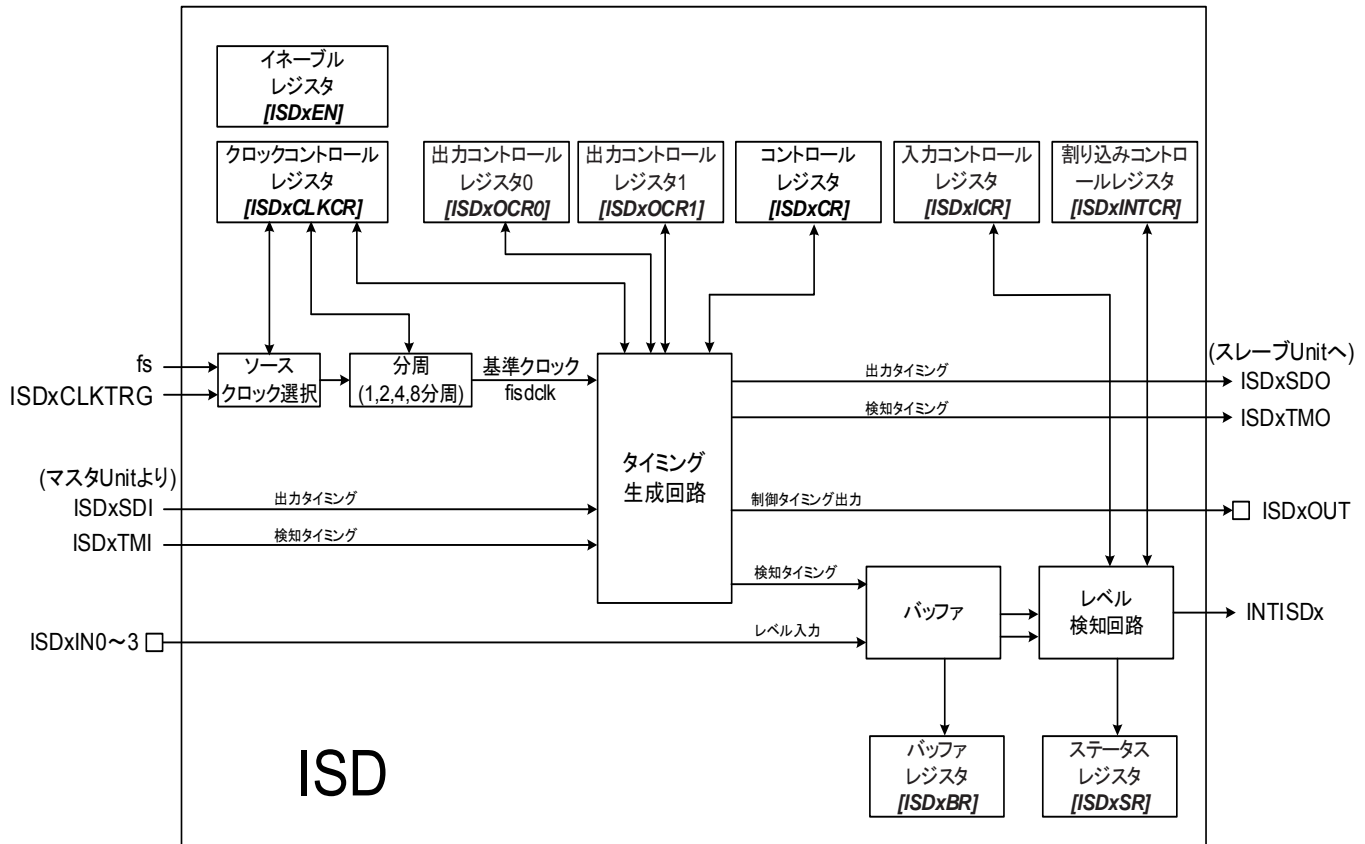 イネーブル
レジスタ
[ISDxEN]
クロックコントロール
レジスタ
[ISDxCLKCR]
出力コントロール
レジスタ0
[ISDxOCR0]
出力コントロール
レジスタ1
[ISDxOCR1]
コントロール
レジスタ
[ISDxCR]
入力コントロール
レジスタ
[ISDxICR]
割り込みコントロ
ールレジスタ
[ISDxINTCR]
fs
ISDxCLKTRG
ソース
クロック選択
分周
(1,2,4,8分周)
基準クロック
fisdclk
タイミング
生成回路
出力タイミング
検知タイミング
(スレーブUnitへ)
ISDxSDO
ISDxTMO
(マスタUnitより)
ISDxSDI
ISDxTMI
出力タイミング
検知タイミング
制御タイミング出力
ISDxOUT
検知タイミング
バッファ
レベル
検知回路
INTISDx
ISDxIN0～3
レベル入力
バッファ
レジスタ
[ISDxBR]
ステータス
レジスタ
[ISDxSR]
ISD